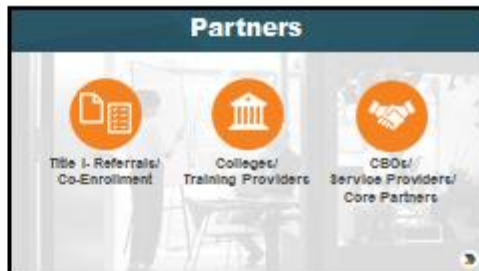 Partners
Title I- Referrals/
Co-Enrollment
Colleges/
Training Providers
CBOs/
Service Providers/
Core Partners